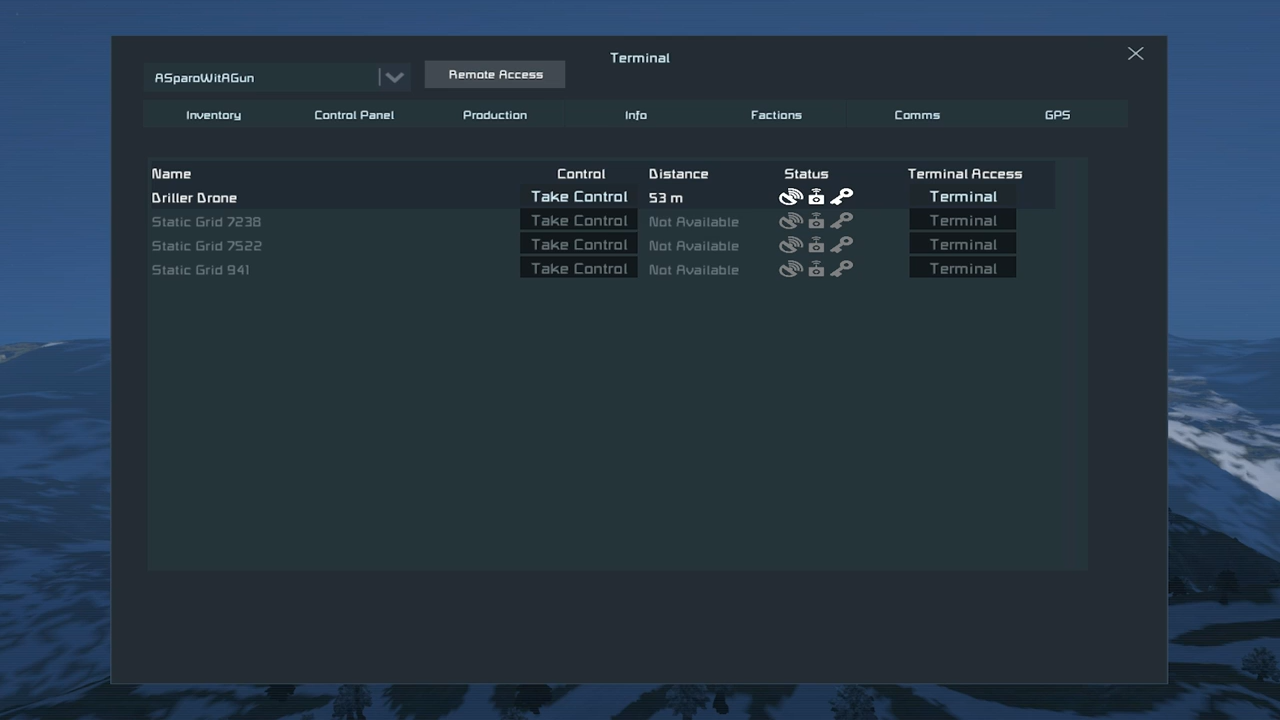 Terminal
ASparoWitAGun Remote Access
Inventory Control Panel Production Info Factions Comms GPS
Name Control Distance Status Terminal Access
Driller Drone Take Control 53 m Terminal
Static Grid 7238 Take Control Not Available Terminal
Static Grid 7522 Take Control Not Available Terminal
Static Grid 941 Take Control Not Available Terminal